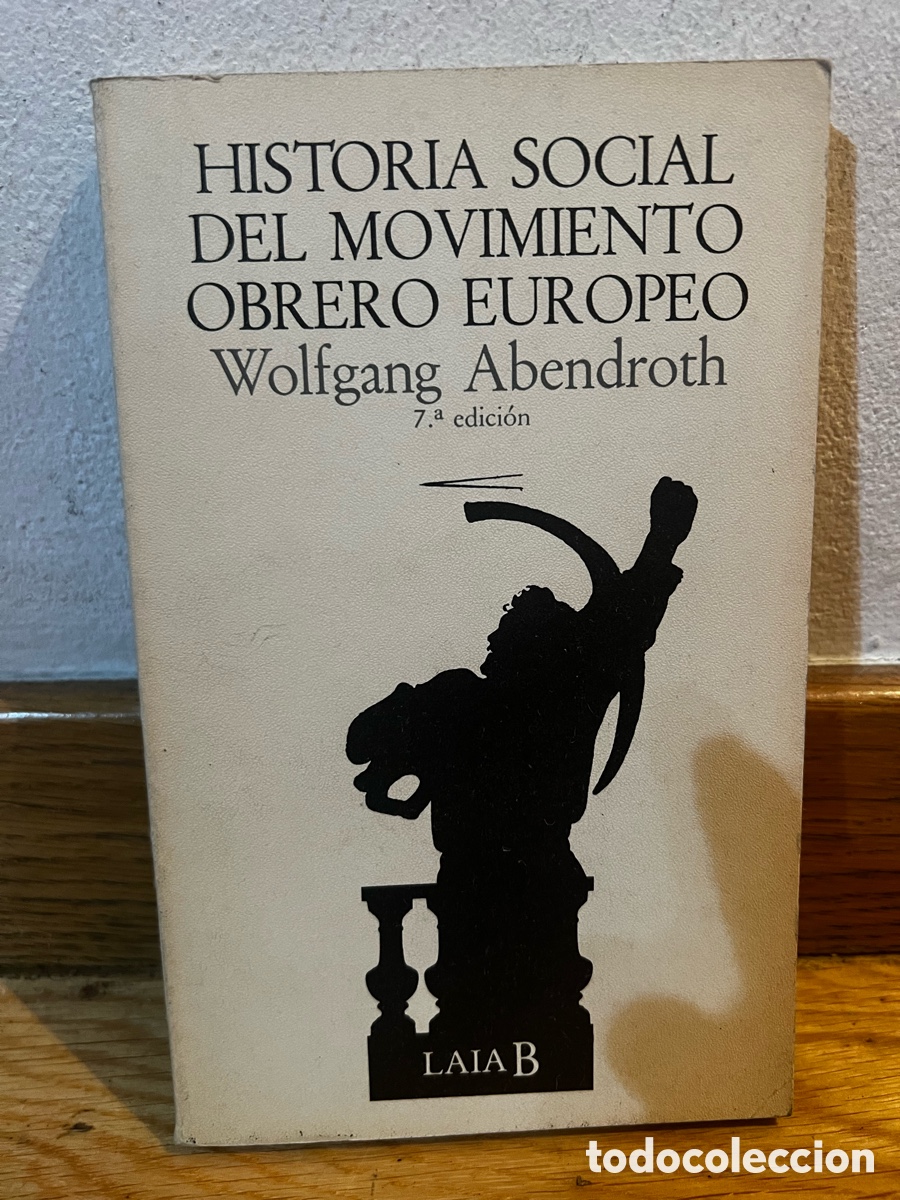 HISTORIA SOCIAL
DEL MOVIMIENTO
OBRERO EUROPEO
Wolfgang Abendroth
7.ª edición
LAIA B
todocoleccion